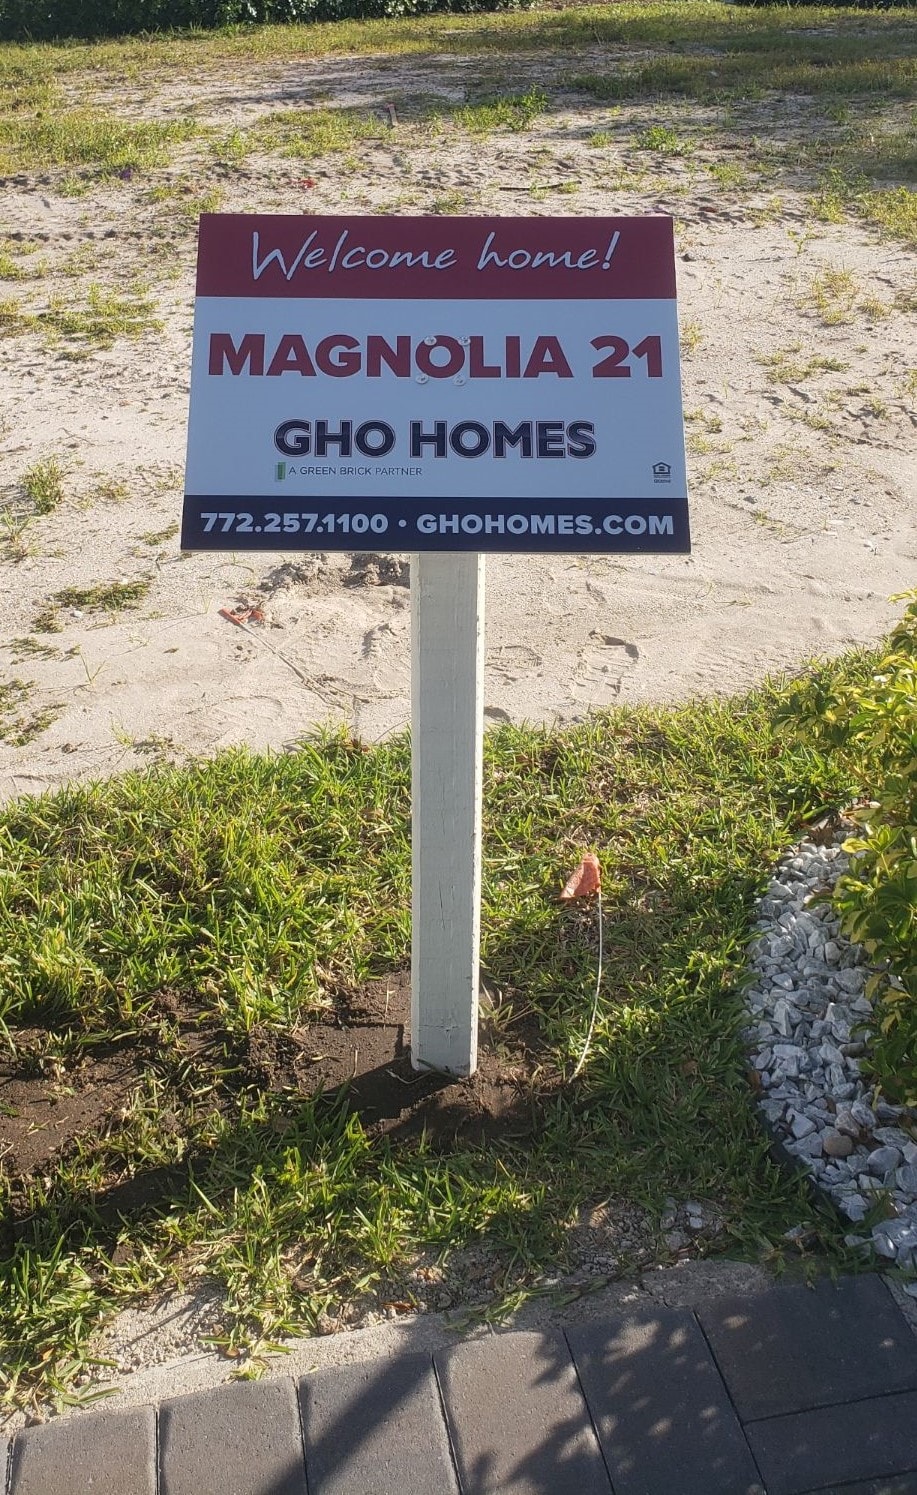 Welcome home!
MAGNOLIA 21
GHO HOMES
A GREEN BRICK PARTNER
772.257.1100 • GHOHOMES.COM